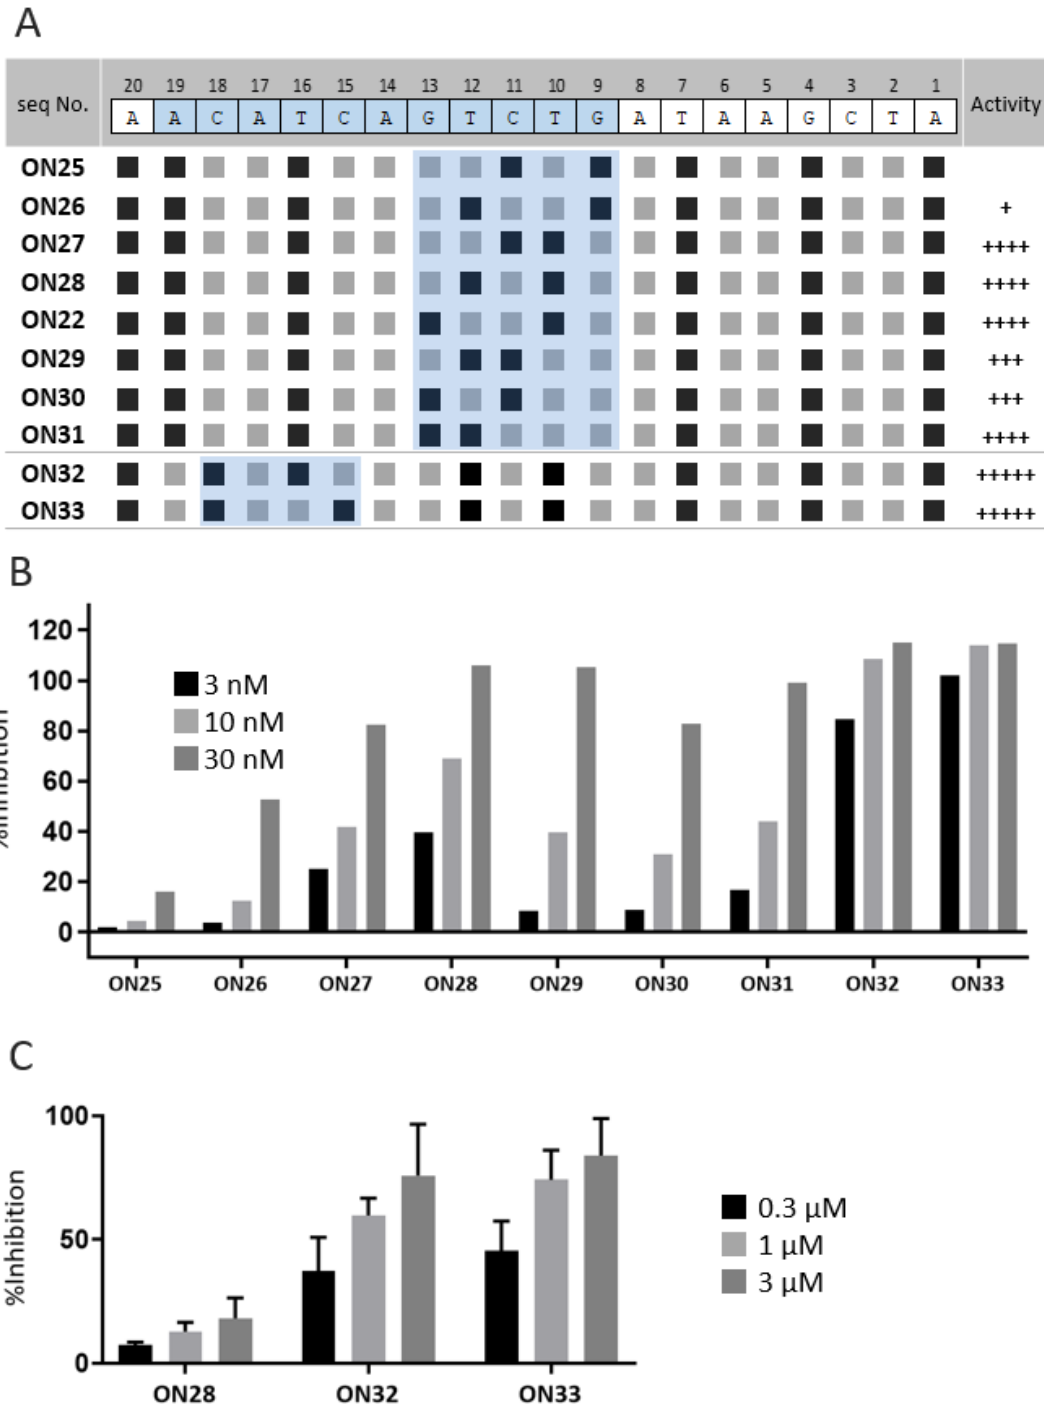 A
seq No. 20 19 18 17 16 15 14 13 12 11 10 9 8 7 6 5 4 3 2 1 Activity
A A C A T C A G T C T G A T A A G C T A
ON25
ON26 +
ON27 ++++
ON28 ++++
ON22 ++++
ON29 +++
ON30 +++
ON31 ++++
ON32 +++++
ON33 +++++
B
%Inhibition
120
100
80
60
40
20
0
3 nM
10 nM
30 nM
ON25 ON26 ON27 ON28 ON29 ON30 ON31 ON32 ON33
C
%Inhibition
100
50
0
0.3 μM
1 μM
3 μM
ON28 ON32 ON33